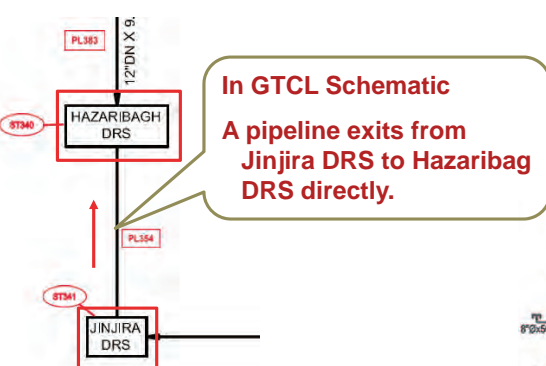 PL353
12"DN X 9.
ST340
HAZARIBAGH
DRS
In GTCL Schematic
A pipeline exits from
Jinjira DRS to Hazaribag
DRS directly.
PL354
ST341
JINJIRA
DRS